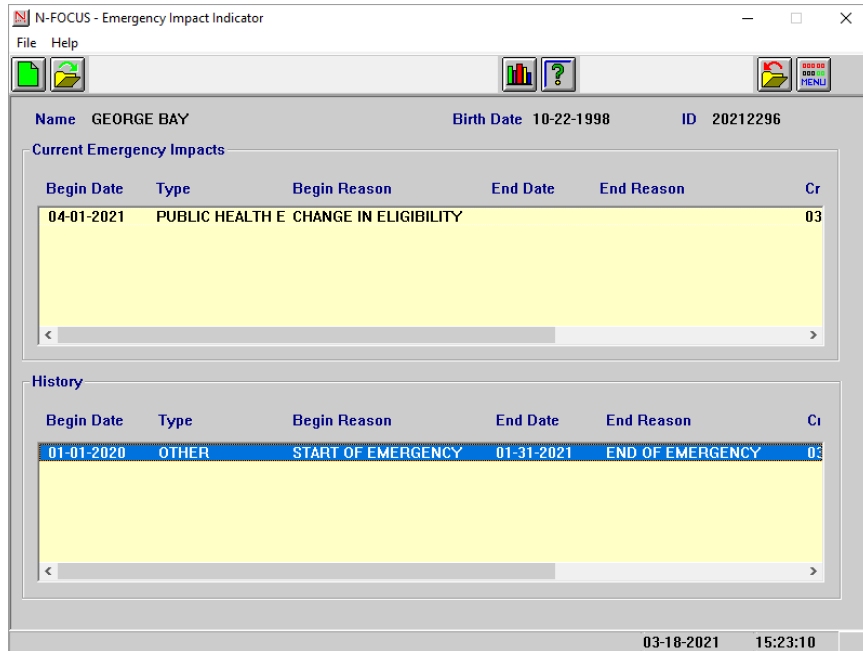 N-FOCUS - Emergency Impact Indicator
File Help
MENU
Name GEORGE BAY Birth Date 10-22-1998 ID 20212296
Current Emergency Impacts
Begin Date Type Begin Reason End Date End Reason Cr
04-01-2021 PUBLIC HEALTH E CHANGE IN ELIGIBILITY 03
History
Begin Date Type Begin Reason End Date End Reason Cr
01-01-2020 OTHER START OF EMERGENCY 01-31-2021 END OF EMERGENCY 03
03-18-2021 15:23:10